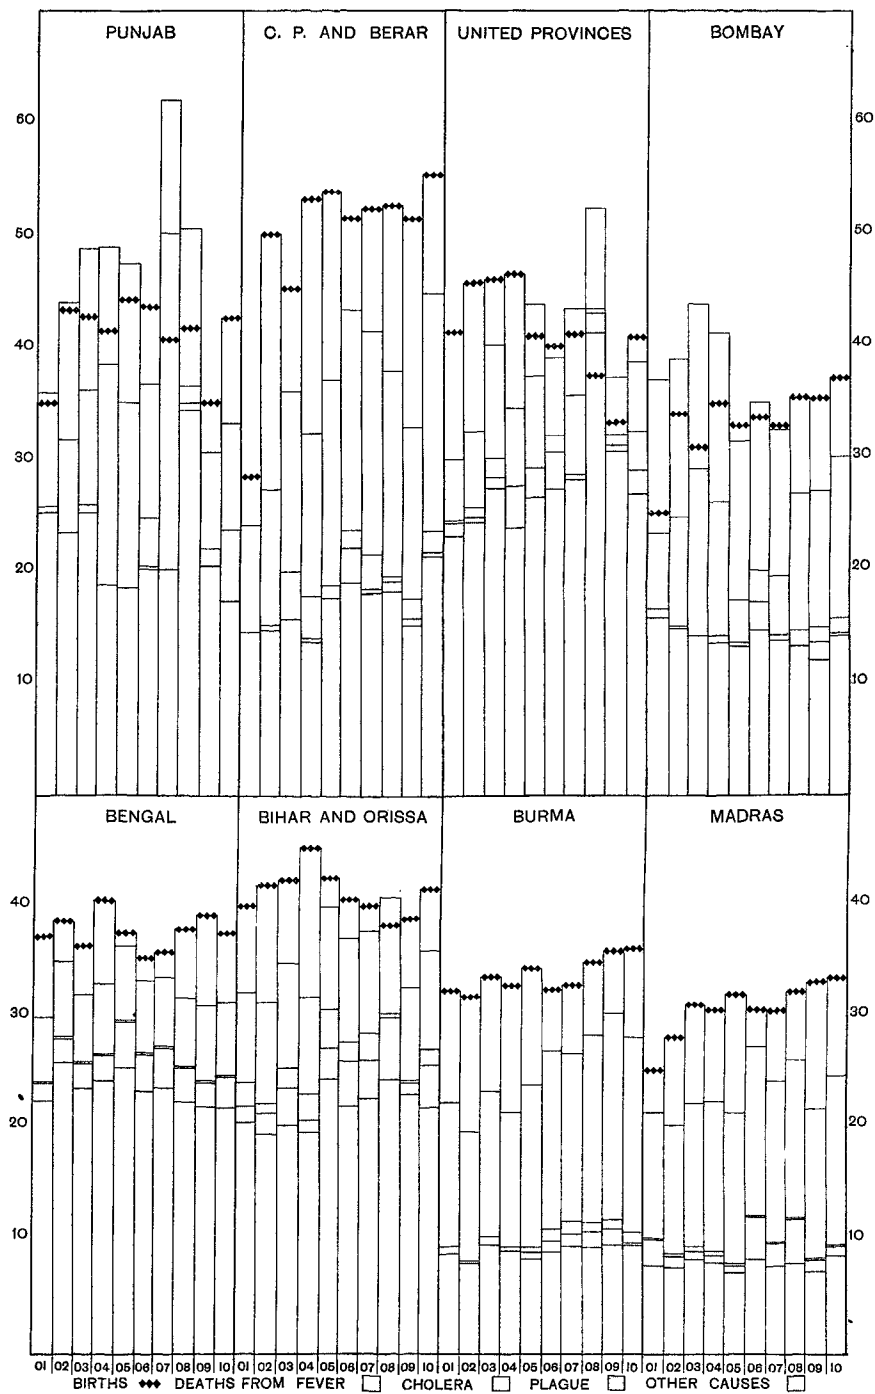 PUNJAB C. P. AND BERAR UNITED PROVINCES BOMBAY
60 60
50 50
40 40
30 30
20 20
10 10
BENGAL BIHAR AND ORISSA BURMA MADRAS
40 40
30 30
20 20
10 10
01 02 03 04 05 06 07 08 09 10 01 02 03 04 05 06 07 08 09 10 01 02 03 04 05 06 07 08 09 10 01 02 03 04 05 06 07 08 09 10
BIRTHS DEATHS FROM FEVER CHOLERA PLAGUE OTHER CAUSES